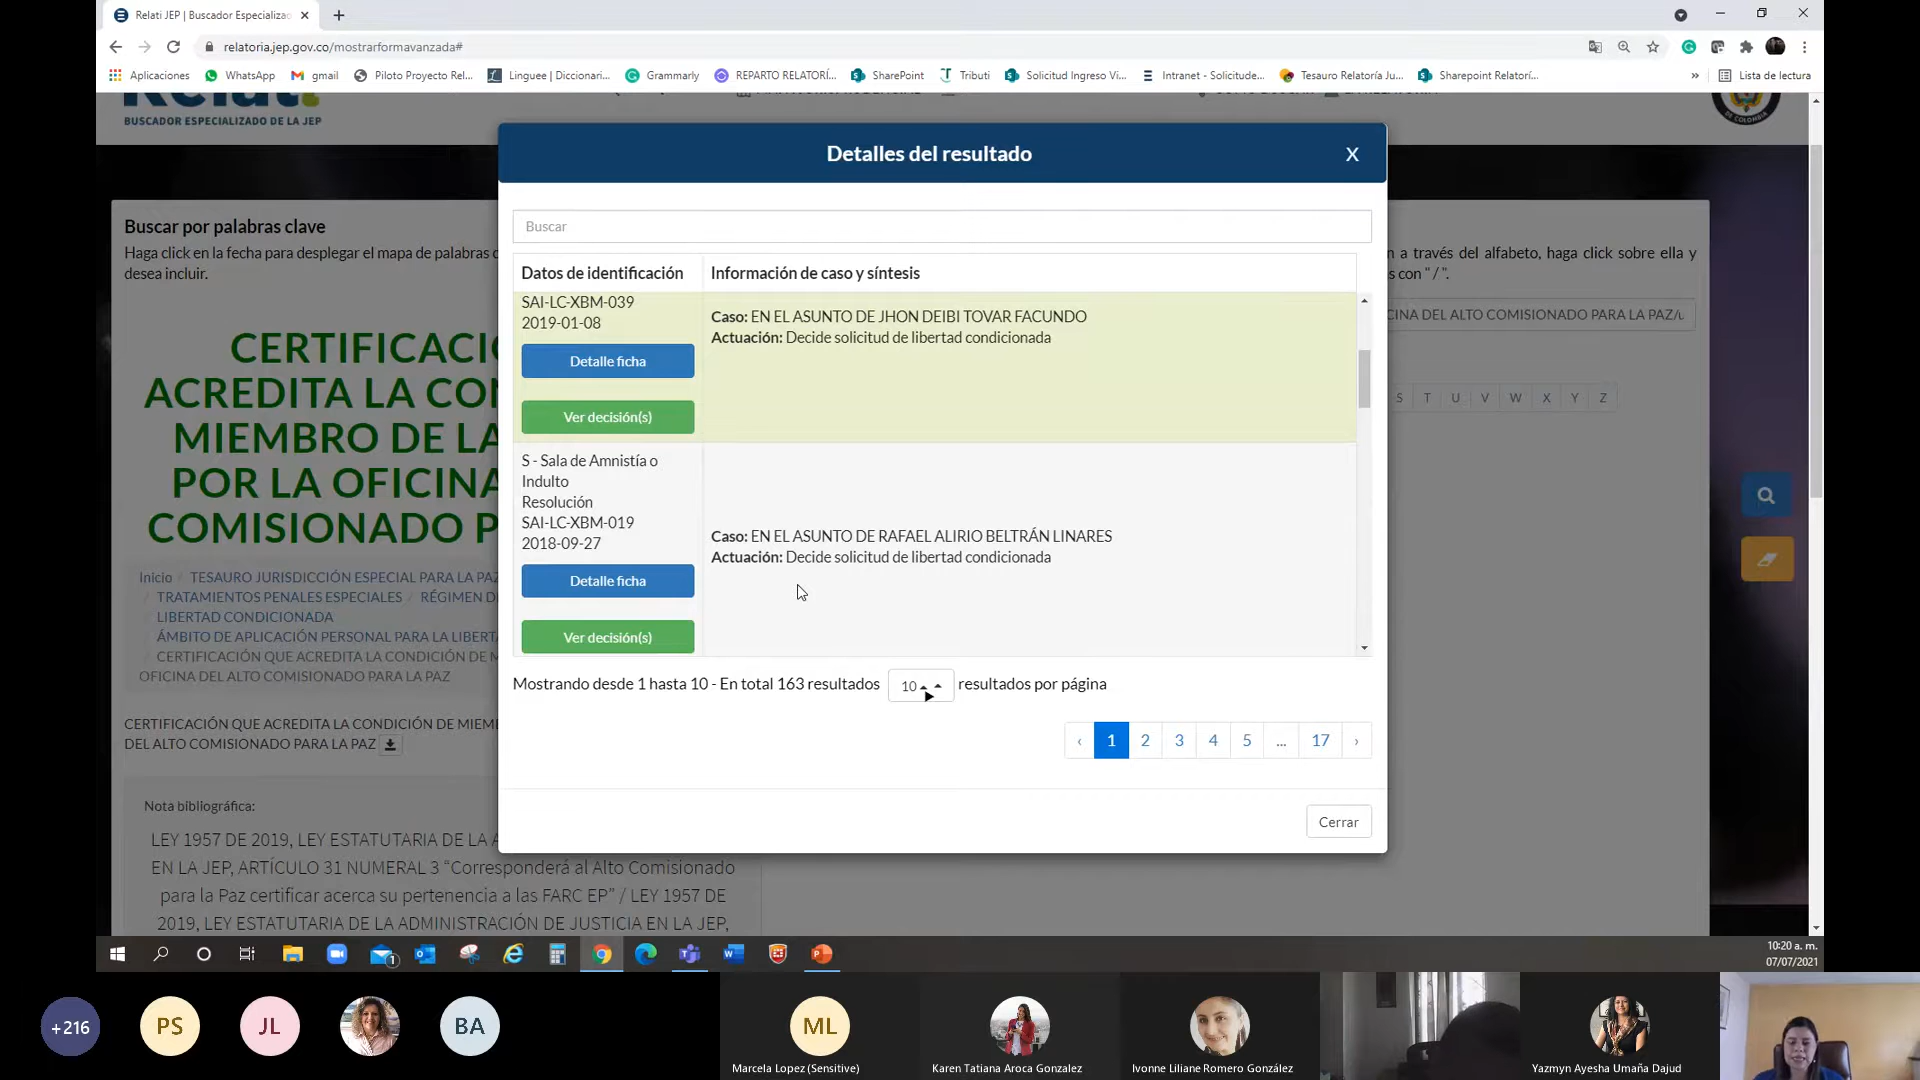 Relati JEP | Buscador Especializado
relatoria.jep.gov.co/mostrarformavanzada#
Aplicaciones
WhatsApp
gmail
Piloto Proyecto Rel...
Linguee | Diccionari...
Grammarly
REPARTO RELATORÍ...
SharePoint
Tributi
Solicitud Ingreso Vi...
Intranet - Solicitude...
Tesauro Relatoría Ju...
Sharepoint Relatorí...
»
Lista de lectura
Relati
BUSCADOR ESPECIALIZADO DE LA JEP
DE COLOMBIA
Detalles del resultado
X
Buscar por palabras clave
Haga click en la fecha para desplegar el mapa de palabras c
desea incluir.
n a través del alfabeto, haga click sobre ella y
s con “ / ”.
CINA DEL ALTO COMISIONADO PARA LA PAZ/
S T U V W X Y Z
CERTIFICACI
ACREDITA LA CON
MIEMBRO DE LA
POR LA OFICINA
COMISIONADO P
Inicio / TESAURO JURISDICCIÓN ESPECIAL PARA LA PAZ
/ TRATAMIENTOS PENALES ESPECIALES / RÉGIMEN DE
/ LIBERTAD CONDICIONADA
/ ÁMBITO DE APLICACIÓN PERSONAL PARA LA LIBERT
/ CERTIFICACIÓN QUE ACREDITA LA CONDICIÓN DE M
OFICINA DEL ALTO COMISIONADO PARA LA PAZ
CERTIFICACIÓN QUE ACREDITA LA CONDICIÓN DE MIEM
DEL ALTO COMISIONADO PARA LA PAZ
Nota bibliográfica:
LEY 1957 DE 2019, LEY ESTATUTARIA DE LA A
EN LA JEP, ARTÍCULO 31 NUMERAL 3 “Corresponderá al Alto Comisionado
para la Paz certificar acerca su pertenencia a las FARC EP” / LEY 1957 DE
2019, LEY ESTATUTARIA DE LA ADMINISTRACIÓN DE JUSTICIA EN LA JEP,
Buscar
Datos de identificación
Información de caso y síntesis
SAI-LC-XBM-039
2019-01-08
Detalle ficha
Ver decisión(s)
Caso: EN EL ASUNTO DE JHON DEIBI TOVAR FACUNDO
Actuación: Decide solicitud de libertad condicionada
S - Sala de Amnistía o
Indulto
Resolución
SAI-LC-XBM-019
2018-09-27
Detalle ficha
Ver decisión(s)
Caso: EN EL ASUNTO DE RAFAEL ALIRIO BELTRÁN LINARES
Actuación: Decide solicitud de libertad condicionada
Mostrando desde 1 hasta 10 - En total 163 resultados 10 resultados por página
‹ 1 2 3 4 5 ... 17 ›
Cerrar
1
10:20 a. m.
07/07/2021
+216
PS
JL
BA
ML
Marcela Lopez (Sensitive)
Karen Tatiana Aroca Gonzalez
Ivonne Liliane Romero González
Yazmyn Ayesha Umaña Dajud